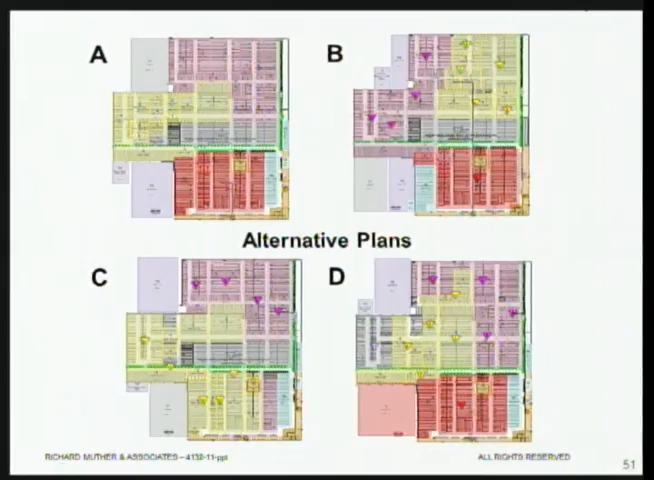 A
B
Alternative Plans
C
D
RICHARD MUTHER & ASSOCIATES – 4132-11-ppt
ALL RIGHTS RESERVED
51